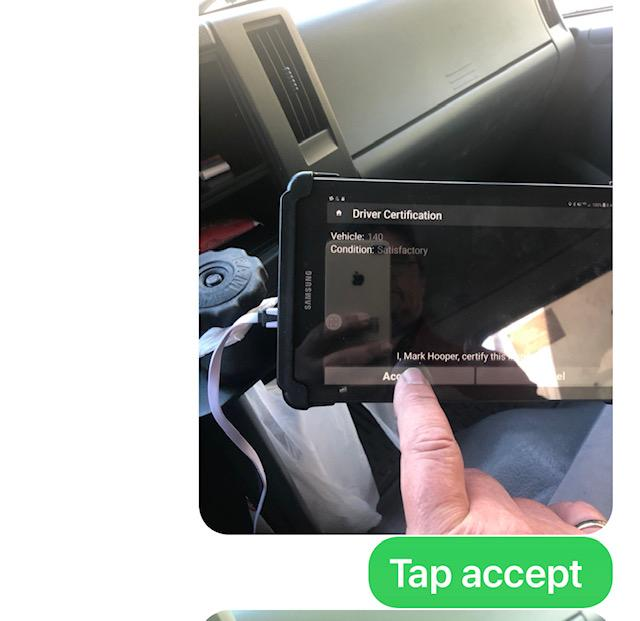 Driver Certification
Vehicle: 140
Condition: Satisfactory
SAMSUNG
I, Mark Hooper, certify this
Tap accept